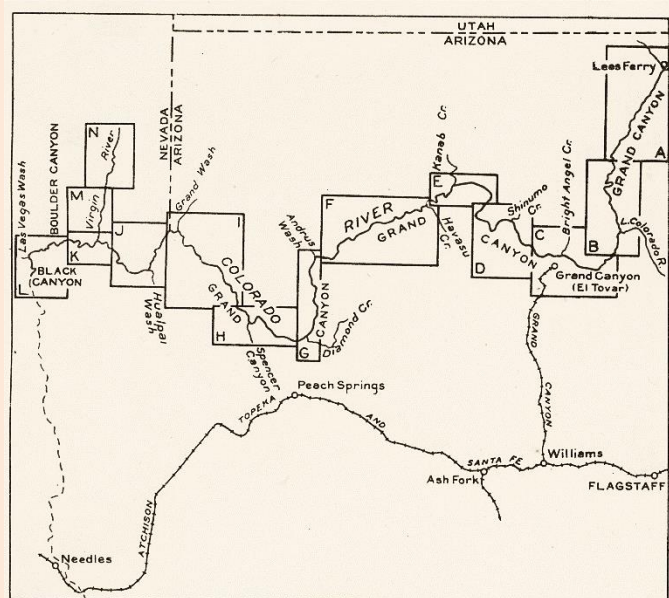 UTAH
ARIZONA
NEVADA
ARIZONA
Lees Ferry
GRAND CANYON
A
N
River
BOULDER CANYON
Las Vegas Wash
M
Virgin
Grand Wash
Kanab Cr.
E
Bright Angel Cr.
Shinumo
Cr.
J
I
F
RIVER
GRAND
Andrus
Wash
Havasu
Cr.
CANYON
C
B
L. Colorado R.
K
L
BLACK
CANYON
Hualpai
Wash
COLORADO
GRAND
CANYON
D
Grand Canyon
(El Tovar)
H
G
Diamond Cr.
Spencer
Canyon
GRAND
CANYON
Peach Springs
TOPEKA
AND
SANTA FE
Williams
Ash Fork
FLAGSTAFF
ATCHISON
Needles